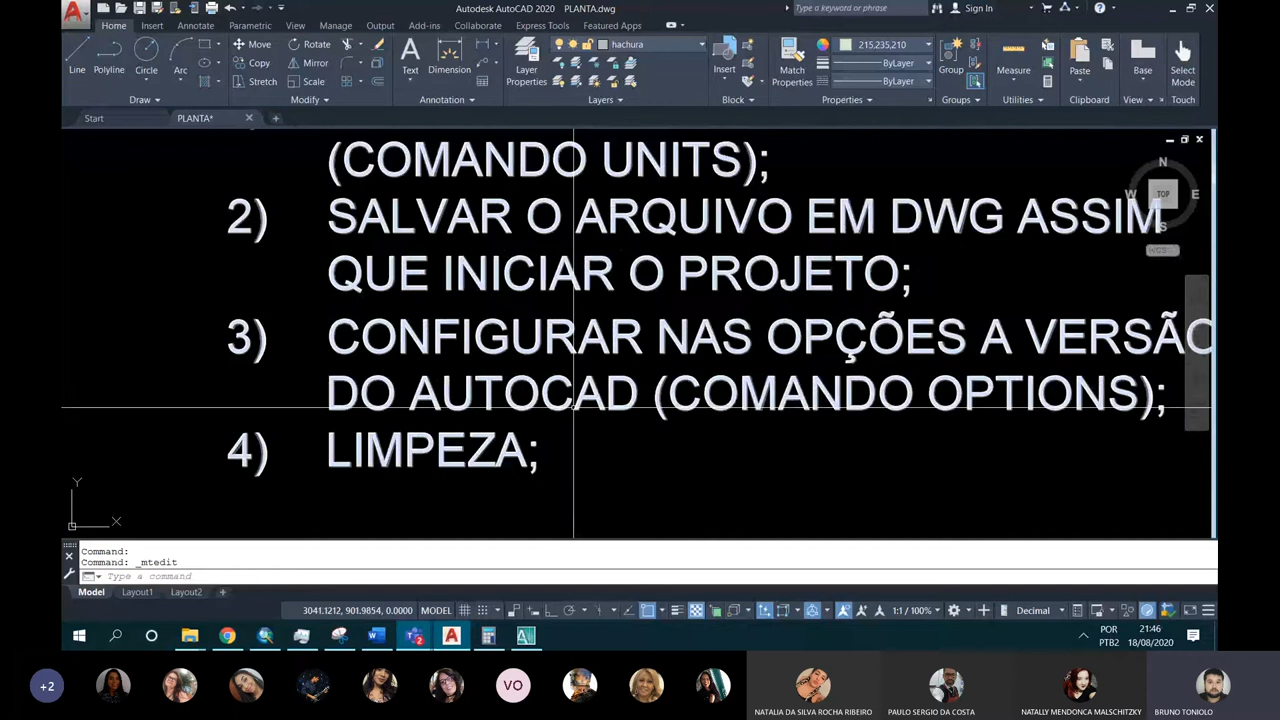 Autodesk AutoCAD 2020 PLANTA.dwg
Type a keyword or phrase
Sign In
Home Insert Annotate Parametric View Manage Output Add-ins Collaborate Express Tools Featured Apps
Line Polyline Circle Arc
Move Rotate
Copy Mirror
Stretch Scale
Text Dimension
Layer Properties
hachura
Insert
Match Properties
215,235,210
ByLayer
ByLayer
Group
Measure
Paste
Base
Select Mode
Draw Modify Annotation Layers Block Properties Groups Utilities Clipboard View Touch
Start PLANTA*
(COMANDO UNITS);
2) SALVAR O ARQUIVO EM DWG ASSIM
QUE INICIAR O PROJETO;
3) CONFIGURAR NAS OPÇÕES A VERSÃO
DO AUTOCAD (COMANDO OPTIONS);
4) LIMPEZA;
N
W TOP E
S
WCS
Y
X
Command:
Command: _mtedit
Type a command
Model Layout1 Layout2
3041.1212, 901.9854, 0.0000 MODEL 1:1 / 100% Decimal
POR 21:46
PTB2 18/08/2020
+2
VO
NATALIA DA SILVA ROCHA RIBEIRO
PAULO SERGIO DA COSTA
NATALLY MENDONCA MALSCHITZKY
BRUNO TONIOLO